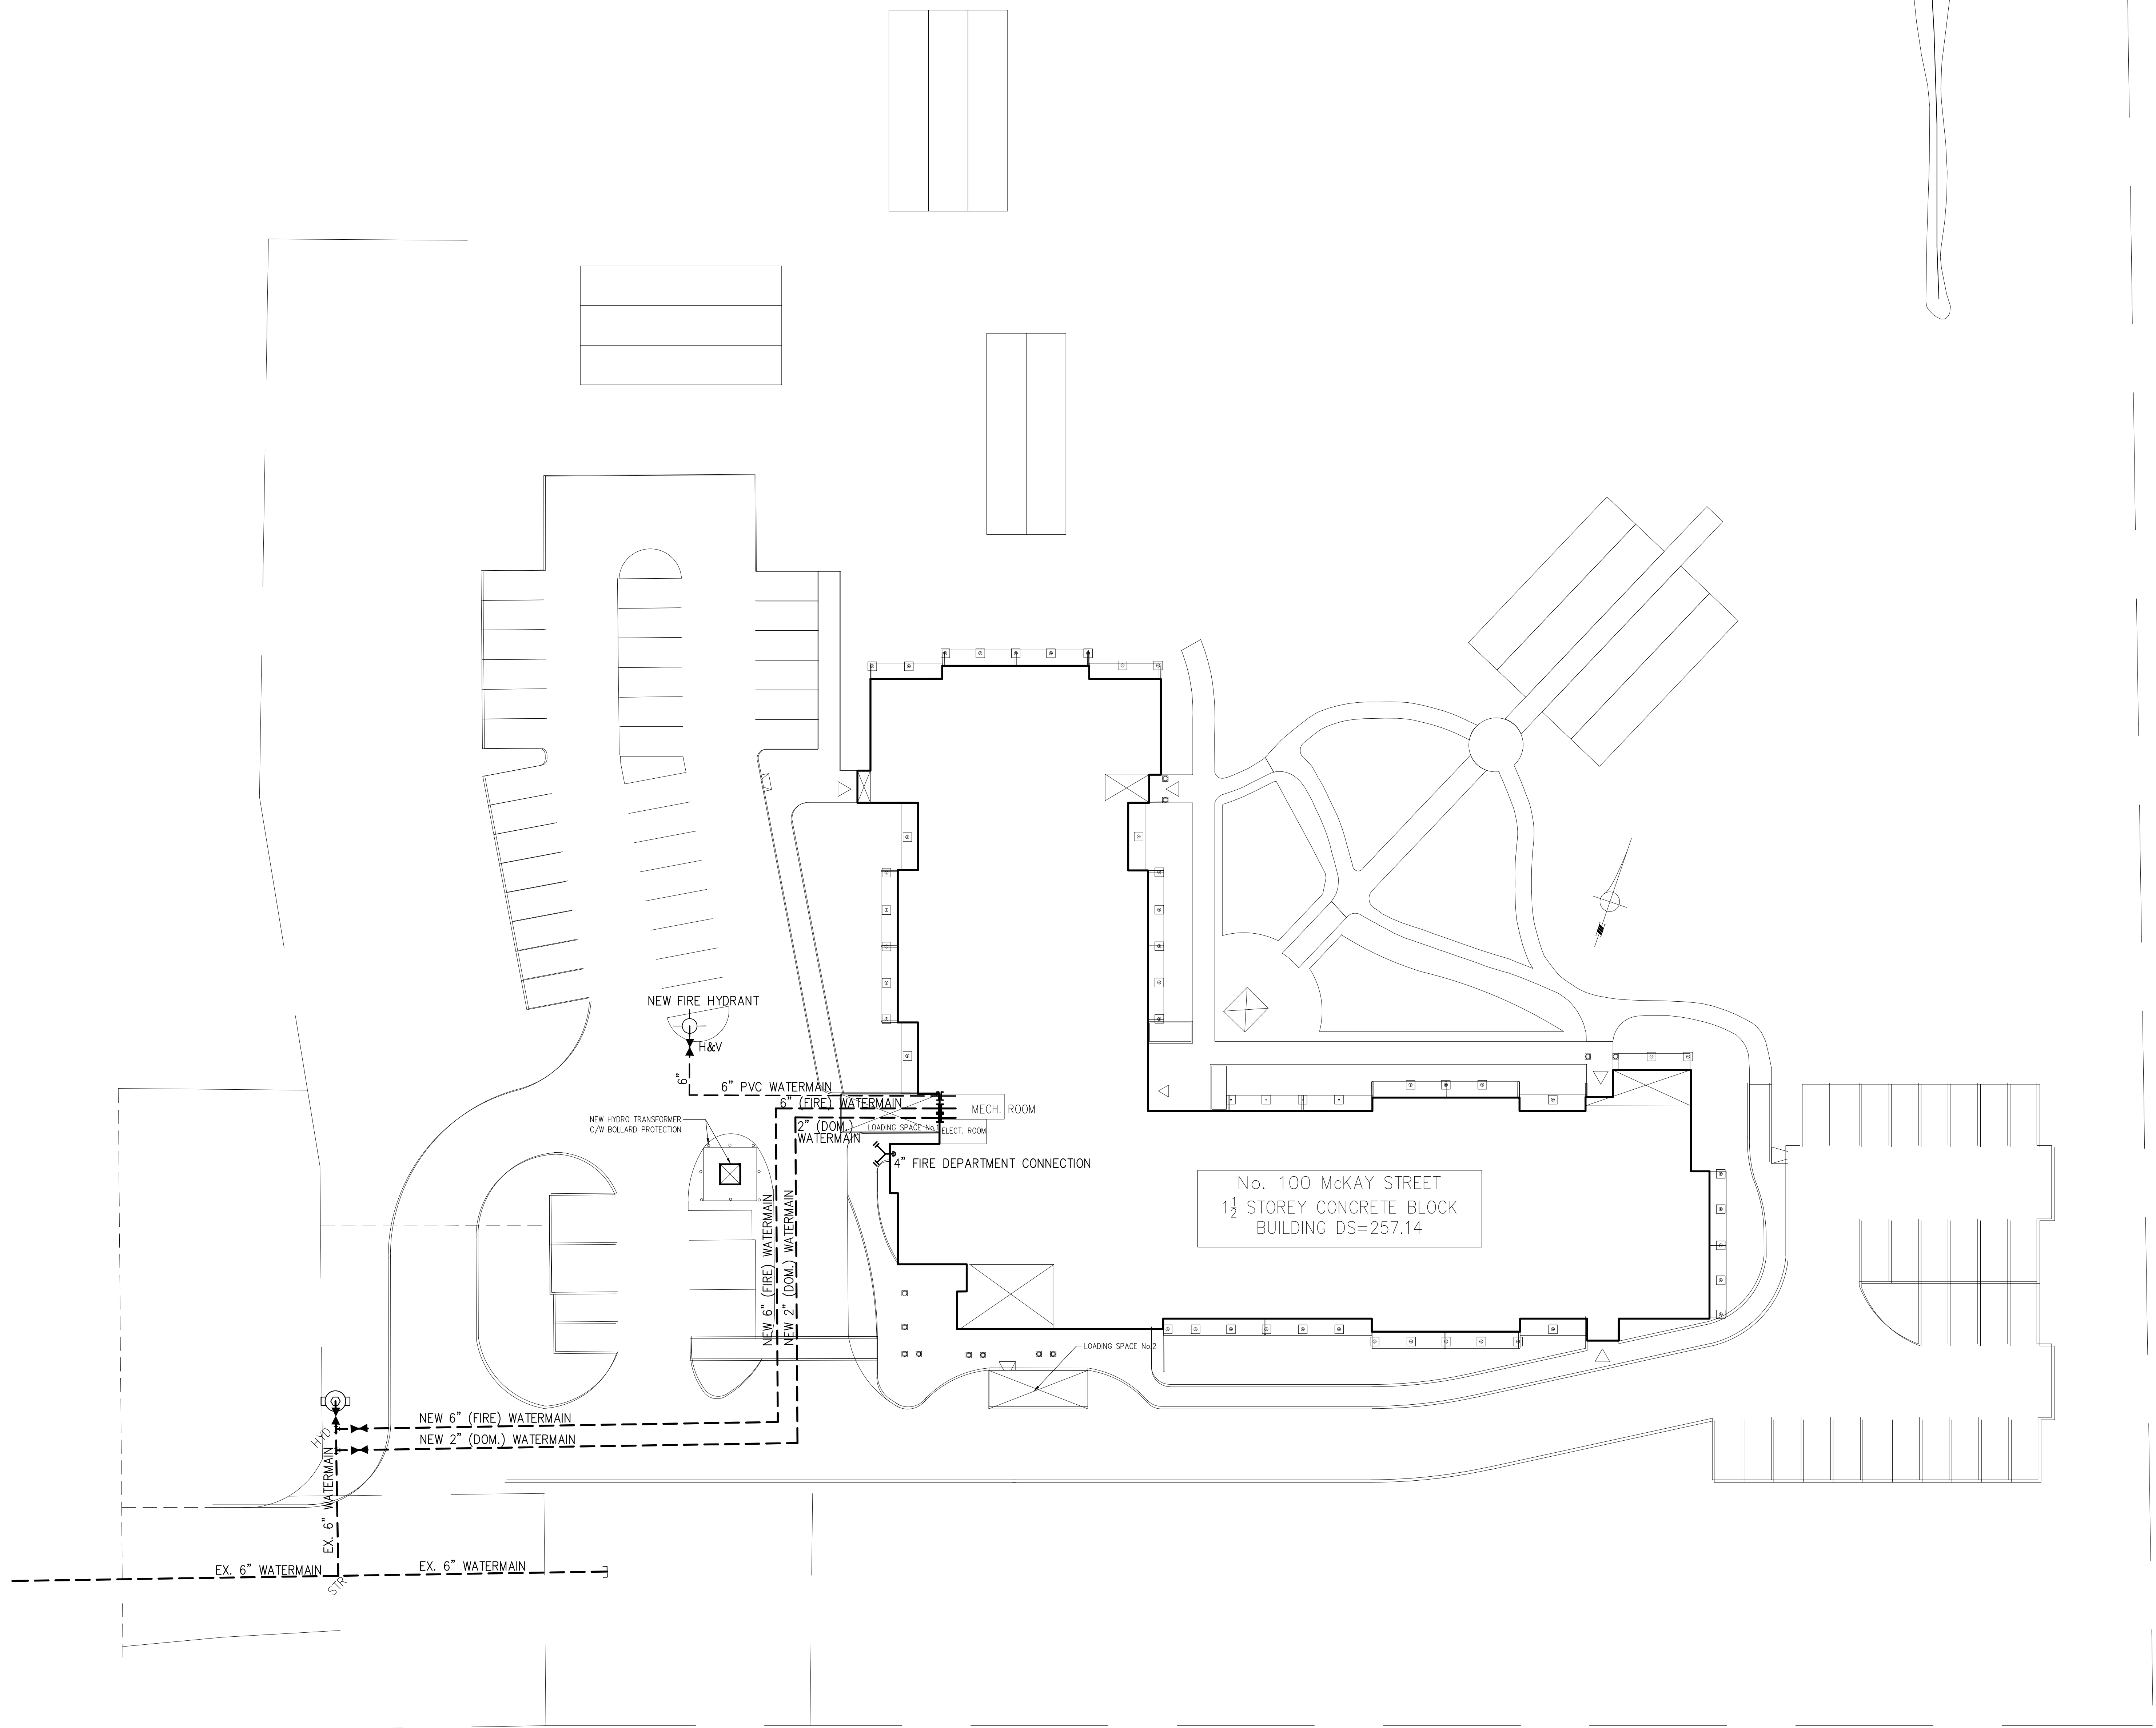 NEW FIRE HYDRANT
H&V
6"
6" PVC WATERMAIN
6" (FIRE) WATERMAIN
MECH. ROOM
NEW HYDRO TRANSFORMER
C/W BOLLARD PROTECTION
2" (DOM.)
WATERMAIN
LOADING SPACE No.1
ELECT. ROOM
4" FIRE DEPARTMENT CONNECTION
No. 100 McKAY STREET
1 1/2 STOREY CONCRETE BLOCK
BUILDING DS=257.14
NEW 6" (FIRE) WATERMAIN
NEW 2" (DOM.) WATERMAIN
LOADING SPACE No.2
NEW 6" (FIRE) WATERMAIN
HYD
NEW 2" (DOM.) WATERMAIN
EX. 6" WATERMAIN
EX. 6" WATERMAIN
EX. 6" WATERMAIN
STR